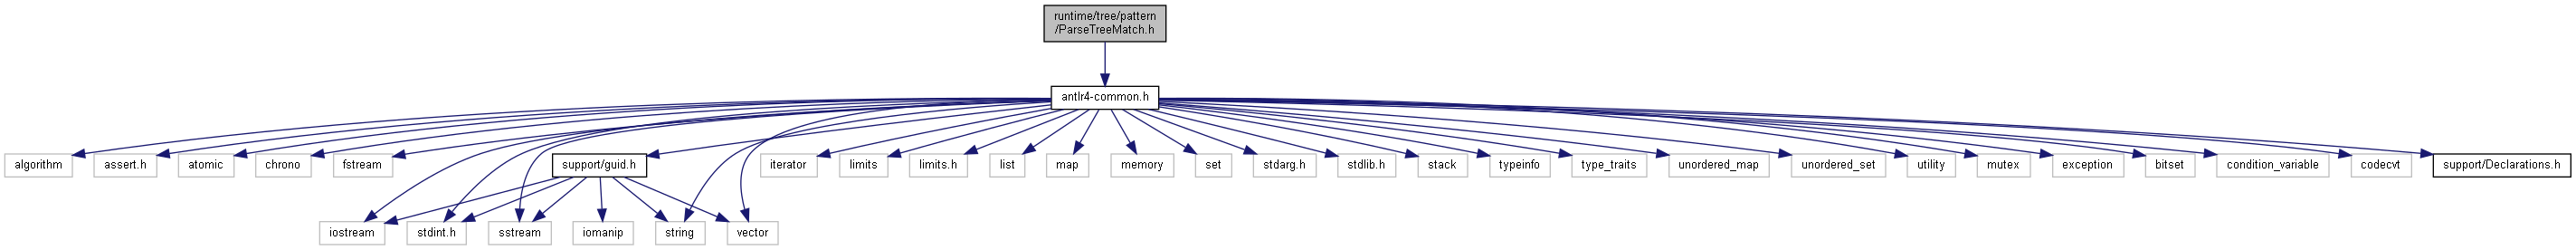 runtime/tree/pattern
/ParseTreeMatch.h
antlr4-common.h
algorithm
assert.h
atomic
chrono
fstream
support/guid.h
iterator
limits
limits.h
list
map
memory
set
stdarg.h
stdlib.h
stack
typeinfo
type_traits
unordered_map
unordered_set
utility
mutex
exception
bitset
condition_variable
codecvt
support/Declarations.h
iostream
stdint.h
sstream
iomanip
string
vector